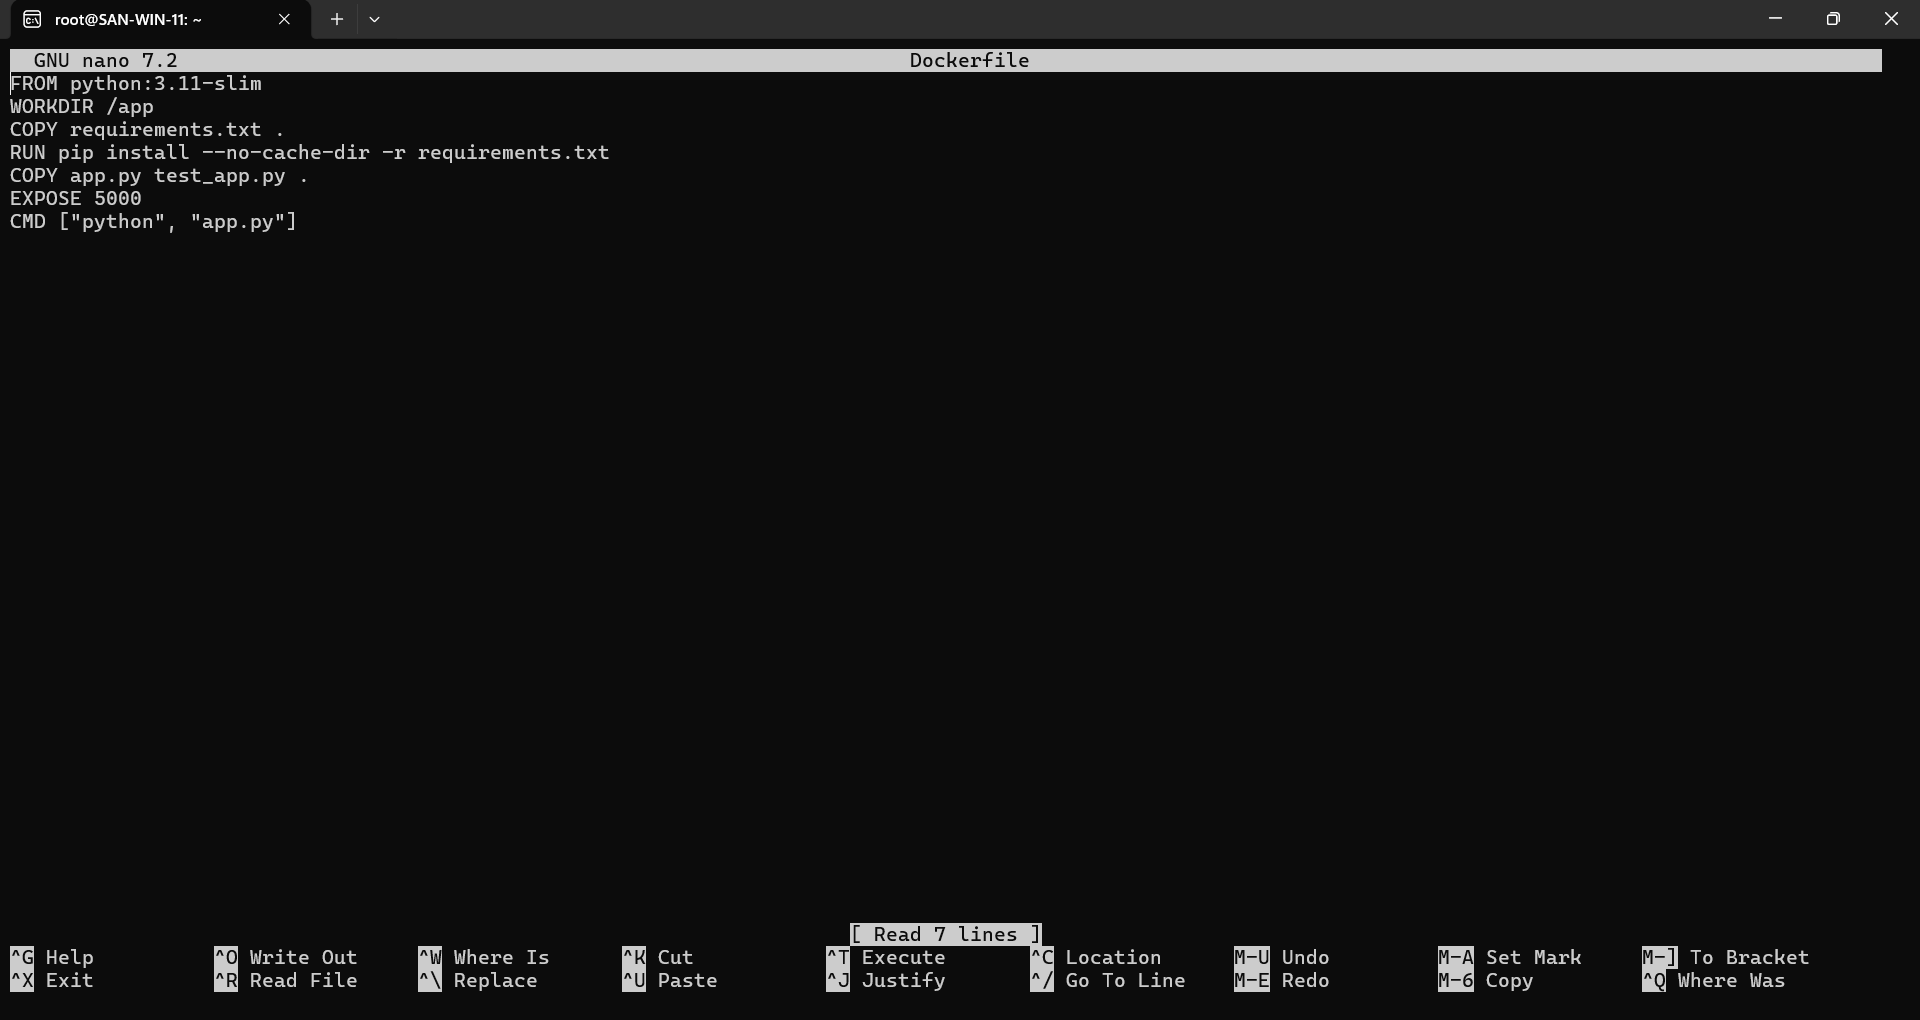 root@SAN-WIN-11: ~
GNU nano 7.2 Dockerfile
FROM python:3.11-slim
WORKDIR /app
COPY requirements.txt .
RUN pip install --no-cache-dir -r requirements.txt
COPY app.py test_app.py .
EXPOSE 5000
CMD ["python", "app.py"]
[ Read 7 lines ]
^G Help ^O Write Out ^W Where Is ^K Cut ^T Execute ^C Location M-U Undo M-A Set Mark M-] To Bracket
^X Exit ^R Read File ^\ Replace ^U Paste ^J Justify ^/ Go To Line M-E Redo M-6 Copy ^Q Where Was